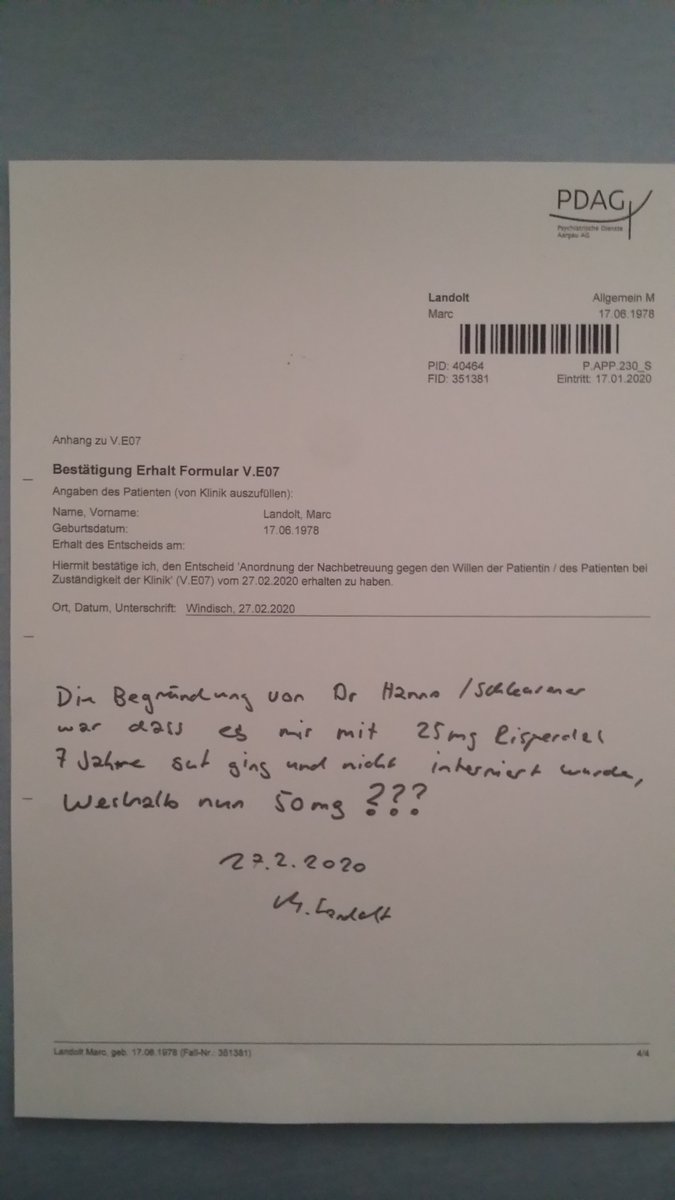 PDAG
Psychiatrische Dienste
Aargau AG
Landolt Allgemein M
Marc 17.06.1978
PID: 40464 P.APP.230_S
FID: 351381 Eintritt: 17.01.2020
Anhang zu V.E07
Bestätigung Erhalt Formular V.E07
Angaben des Patienten (von Klinik auszufüllen):
Name, Vorname: Landolt, Marc
Geburtsdatum: 17.06.1978
Erhalt des Entscheids am:
Hiermit bestätige ich, den Entscheid 'Anordnung der Nachbetreuung gegen den Willen der Patientin / des Patienten bei
Zuständigkeit der Klinik' (V.E07) vom 27.02.2020 erhalten zu haben.
Ort, Datum, Unterschrift: Windisch, 27.02.2020
Die Begründung von Dr Hanno /
war dass es mir mit 25mg Risperdal
7 Jahre gut ging und nicht interniert wurde,
Weshalb nun 50mg ???
27.2.2020
M. Landolt
Landolt Marc, geb. 17.06.1978 (Fall-Nr.: 351381) 4/4